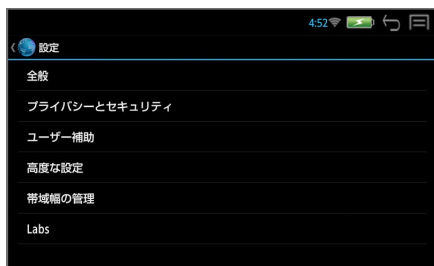 4:52
設定
全般
プライバシーとセキュリティ
ユーザー補助
高度な設定
帯域幅の管理
Labs